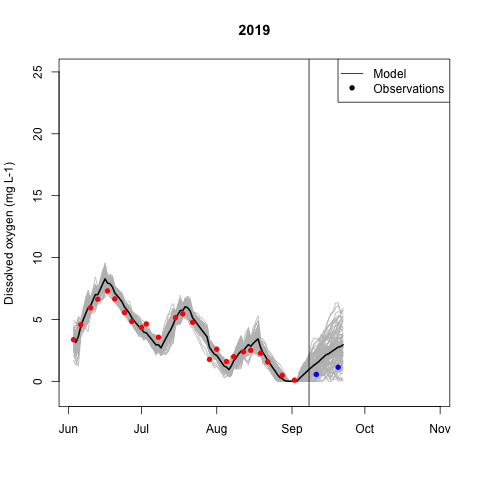 2019
Model
Observations
Dissolved oxygen (mg L-1)
25
20
15
10
5
0
Jun Jul Aug Sep Oct Nov